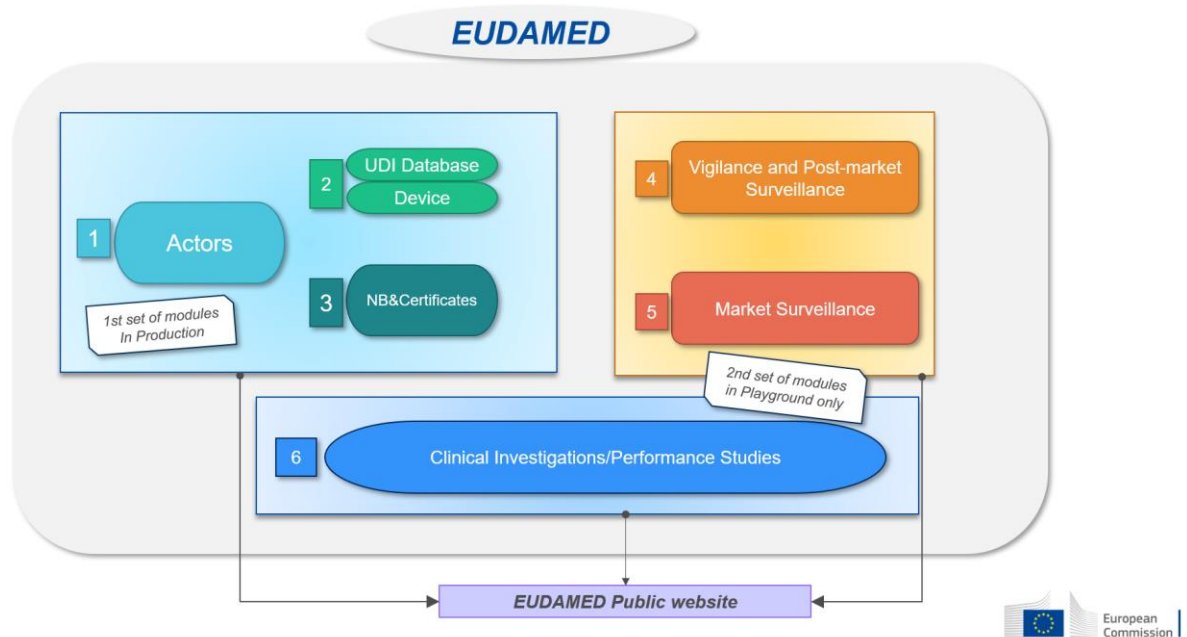 EUDAMED
1
Actors
1st set of modules
In Production
2
UDI Database
Device
3
NB&Certificates
4
Vigilance and Post-market
Surveillance
5
Market Surveillance
2nd set of modules
in Playground only
6
Clinical Investigations/Performance Studies
EUDAMED Public website
European
Commission